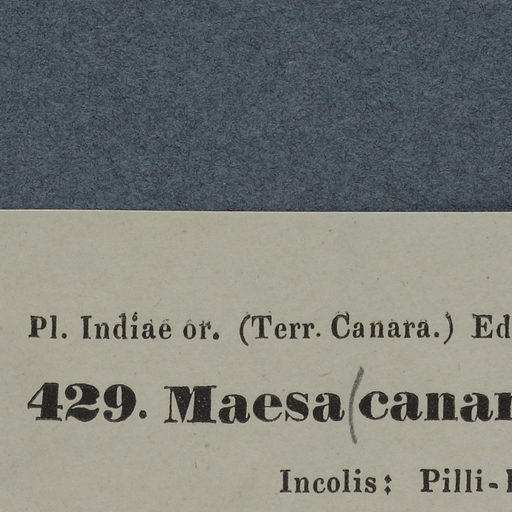 Pl. Indiae or. (Terr. Canara.) Ed
429. Maesa (canar
Incolis: Pilli-